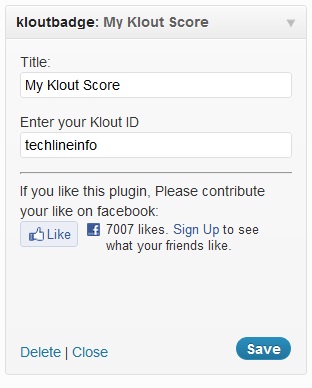 kloutbadge: My Klout Score
Title:
My Klout Score
Enter your Klout ID
techlineinfo
If you like this plugin, Please contribute
your like on facebook:
Like
7007 likes. Sign Up to see
what your friends like.
Delete | Close
Save